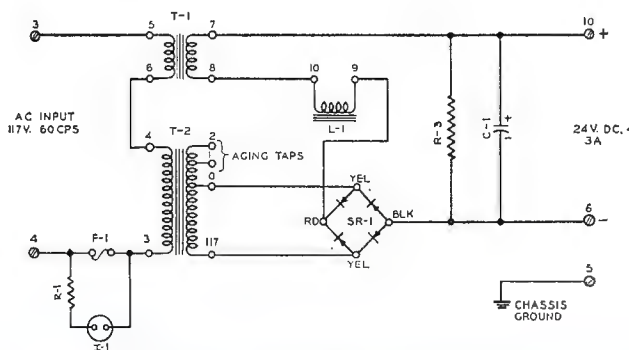 3
5
T-1
7
10
+
6
8
10
9
L-1
AC INPUT
117V. 60CPS
4
T-2
2
1
0
AGING TAPS
R-3
C-1
+
24V. DC, 4
3A
YEL
RD
SR-1
BLK
YEL
6
-
4
F-1
3
117
R-1
I-1
5
CHASSIS
GROUND